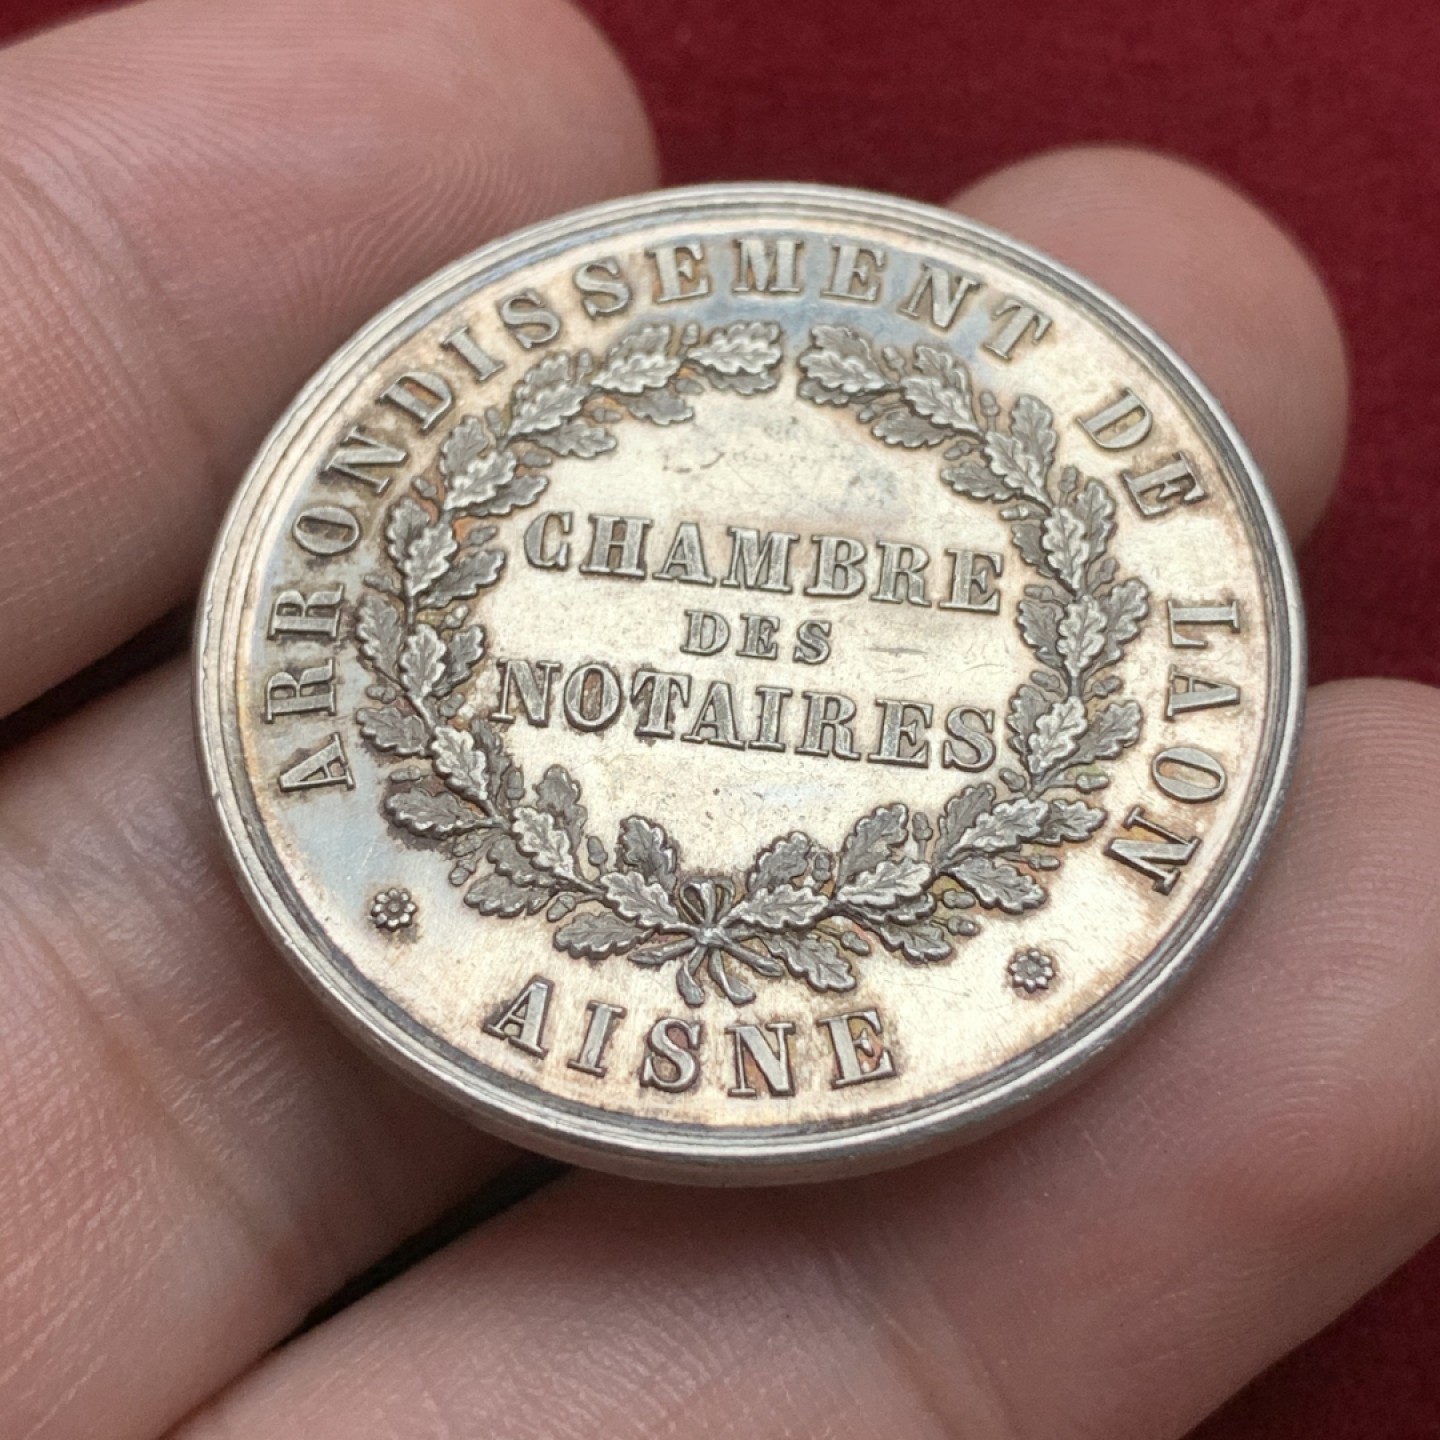 ARRONDISSEMENT DE LAON
CHAMBRE
DES
NOTAIRES
AISNE